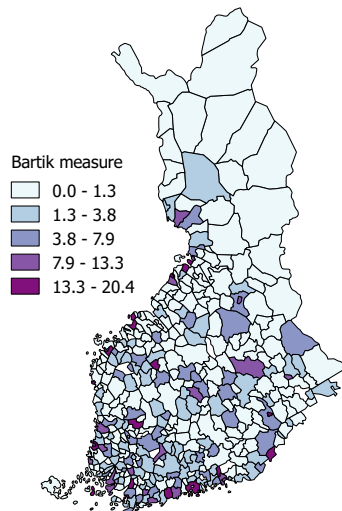 Bartik measure
0.0 - 1.3
1.3 - 3.8
3.8 - 7.9
7.9 - 13.3
13.3 - 20.4